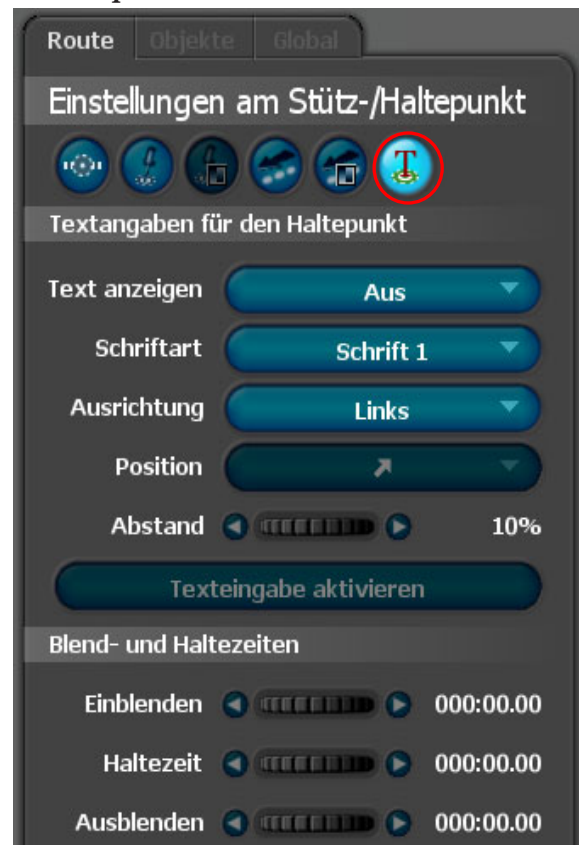 Route Objekte Global
Einstellungen am Stütz-/Haltepunkt
T
Textangaben für den Haltepunkt
Text anzeigen Aus
Schriftart Schrift 1
Ausrichtung Links
Position
Abstand 10%
Texteingabe aktivieren
Blend- und Haltezeiten
Einblenden 000:00.00
Haltezeit 000:00.00
Ausblenden 000:00.00